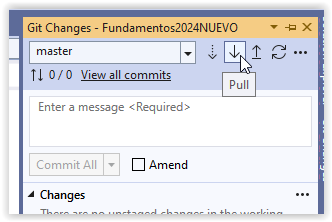 Git Changes - Fundamentos2024NUEVO
master
0 / 0 View all commits
Pull
Enter a message <Required>
Commit All
Amend
Changes
There are no unstaged changes in the working